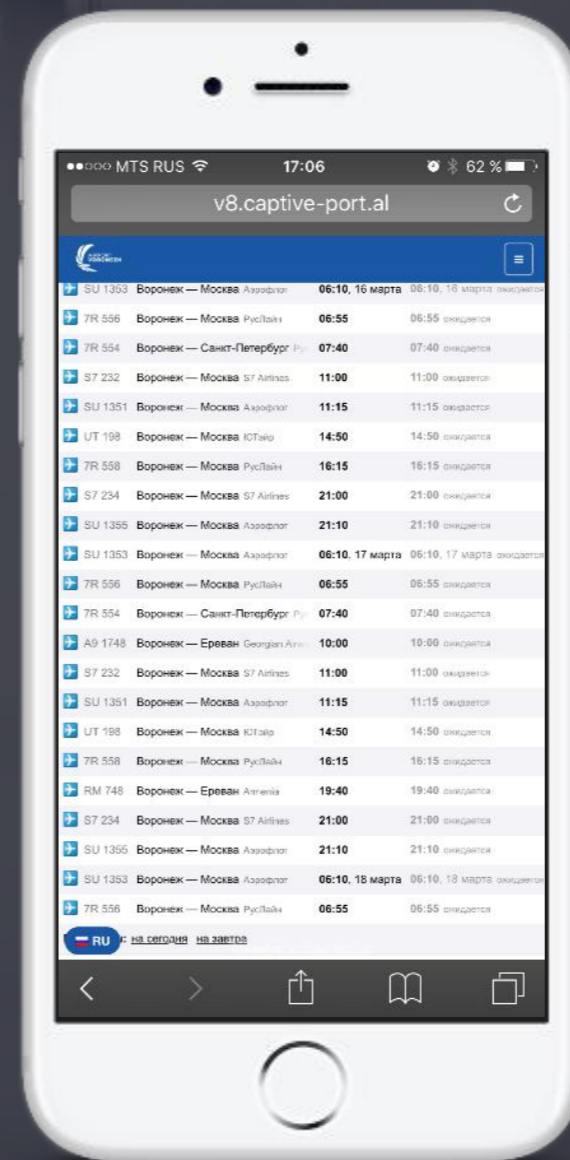 MTS RUS 17:06 62 %
v8.captive-port.al
VORONEZH
SU 1353 Воронеж — Москва Аэрофлот 06:10, 16 марта 06:10, 16 марта ожидается
7R 556 Воронеж — Москва РусЛайн 06:55 06:55 ожидается
7R 554 Воронеж — Санкт-Петербург 07:40 07:40 ожидается
S7 232 Воронеж — Москва S7 Airlines 11:00 11:00 ожидается
SU 1351 Воронеж — Москва Аэрофлот 11:15 11:15 ожидается
UT 198 Воронеж — Москва ЮТэйр 14:50 14:50 ожидается
7R 558 Воронеж — Москва РусЛайн 16:15 16:15 ожидается
S7 234 Воронеж — Москва S7 Airlines 21:00 21:00 ожидается
SU 1355 Воронеж — Москва Аэрофлот 21:10 21:10 ожидается
SU 1353 Воронеж — Москва Аэрофлот 06:10, 17 марта 06:10, 17 марта ожидается
7R 556 Воронеж — Москва РусЛайн 06:55 06:55 ожидается
7R 554 Воронеж — Санкт-Петербург 07:40 07:40 ожидается
A9 1748 Воронеж — Ереван Georgian 10:00 10:00 ожидается
S7 232 Воронеж — Москва S7 Airlines 11:00 11:00 ожидается
SU 1351 Воронеж — Москва Аэрофлот 11:15 11:15 ожидается
UT 198 Воронеж — Москва ЮТэйр 14:50 14:50 ожидается
7R 558 Воронеж — Москва РусЛайн 16:15 16:15 ожидается
RM 748 Воронеж — Ереван Armenia 19:40 19:40 ожидается
S7 234 Воронеж — Москва S7 Airlines 21:00 21:00 ожидается
SU 1355 Воронеж — Москва Аэрофлот 21:10 21:10 ожидается
SU 1353 Воронеж — Москва Аэрофлот 06:10, 18 марта 06:10, 18 марта ожидается
7R 556 Воронеж — Москва РусЛайн 06:55 06:55 ожидается
RU на сегодня на завтра